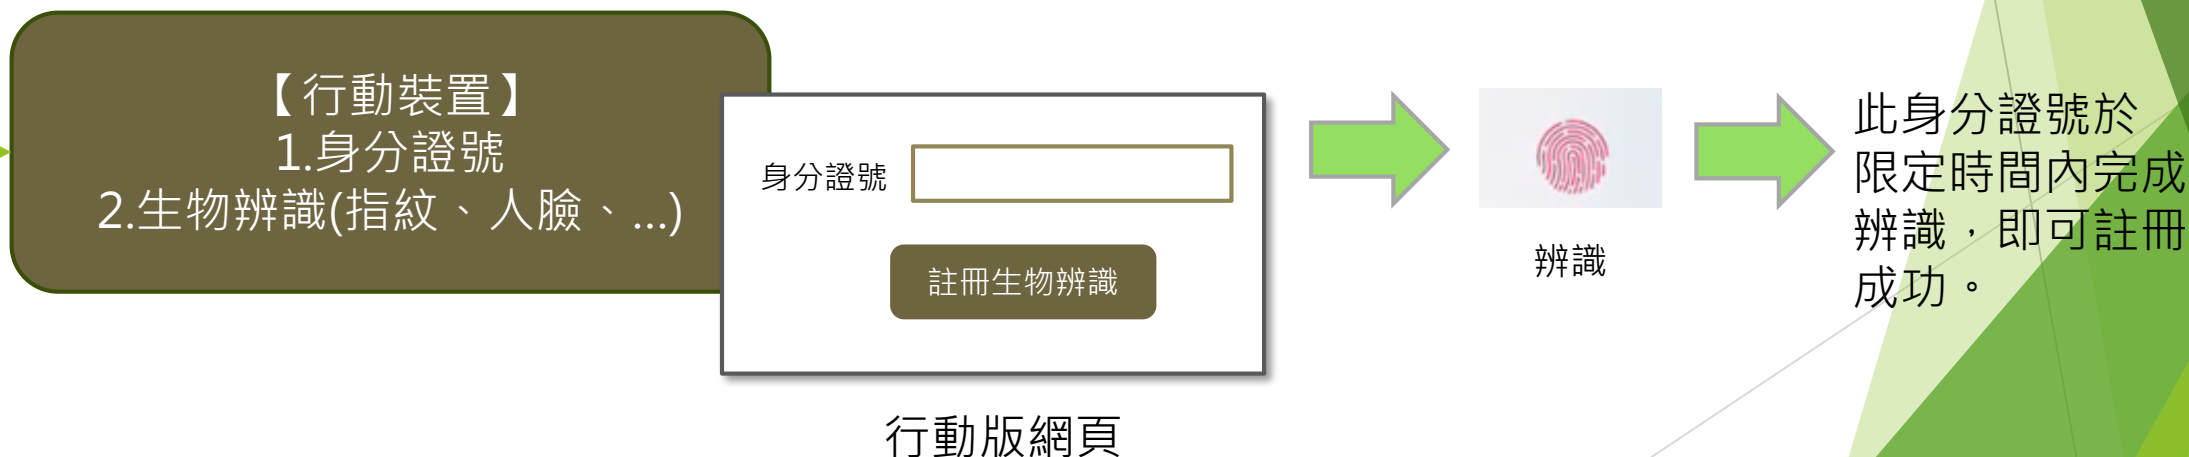 【行動裝置】
1.身分證號
2.生物辨識(指紋、人臉、...)
身分證號
註冊生物辨識
行動版網頁
辨識
此身分證號於
限定時間內完成
辨識，即可註冊
成功。